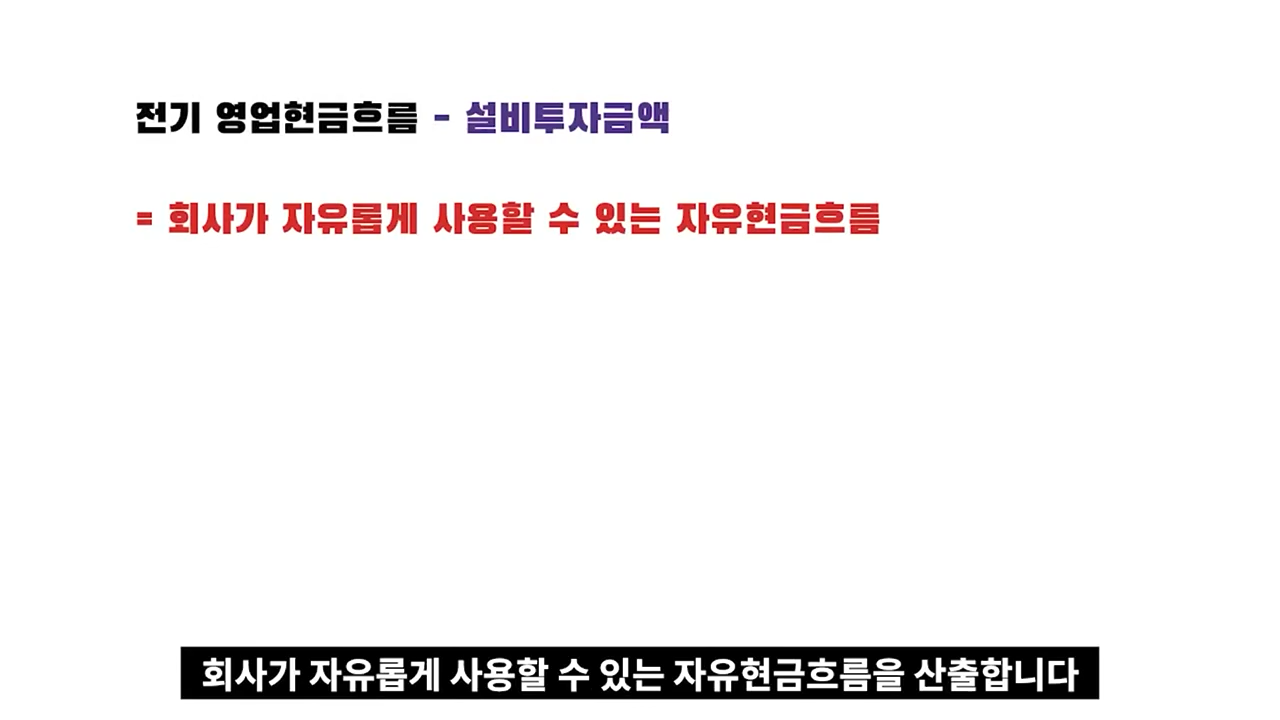 전기 영업현금흐름 - 설비투자금액
= 회사가 자유롭게 사용할 수 있는 자유현금흐름
회사가 자유롭게 사용할 수 있는 자유현금흐름을 산출합니다